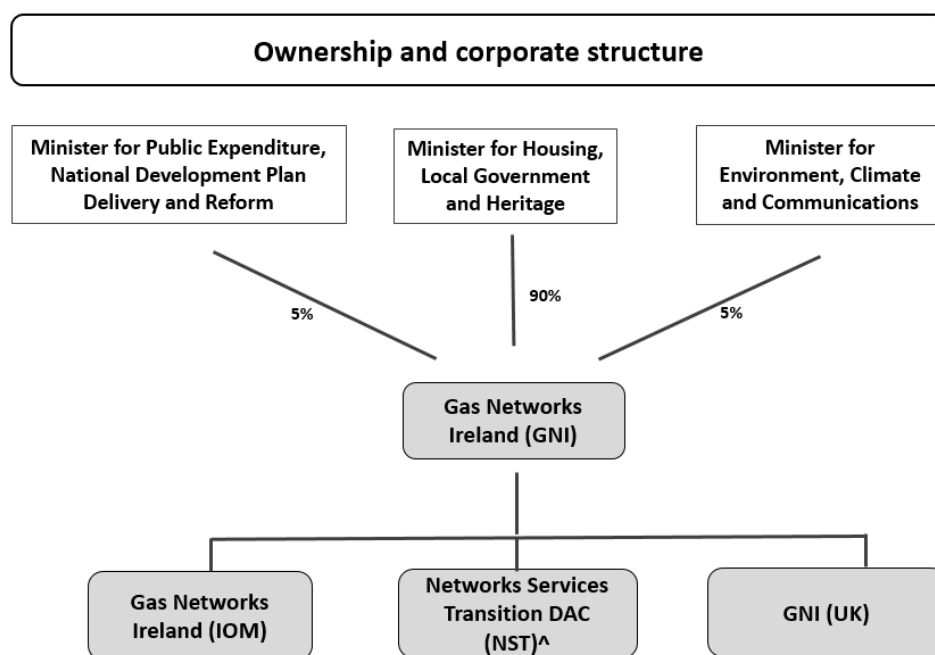 Ownership and corporate structure
Minister for Public Expenditure,
National Development Plan
Delivery and Reform
Minister for Housing,
Local Government
and Heritage
Minister for
Environment, Climate
and Communications
5%
90%
5%
Gas Networks
Ireland (GNI)
Gas Networks
Ireland (IOM)
Networks Services
Transition DAC
(NST)^
GNI (UK)